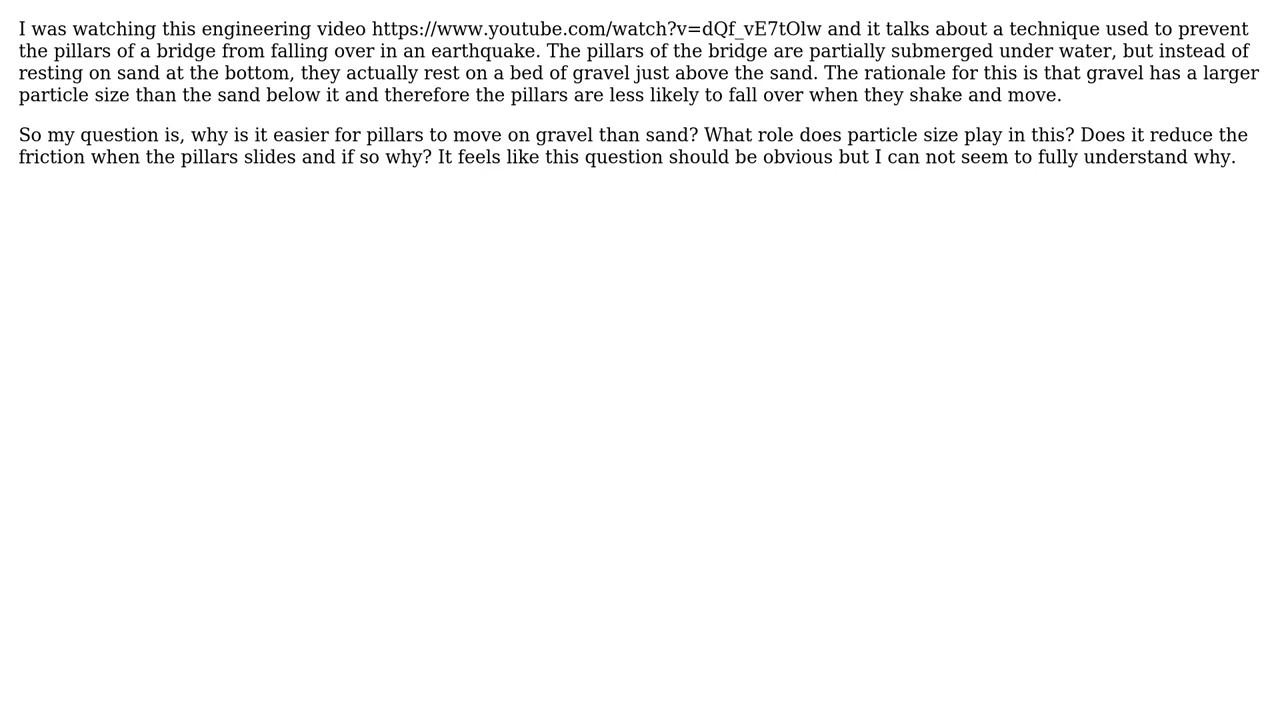 I was watching this engineering video https://www.youtube.com/watch?v=dQf_vE7tOlw and it talks about a technique used to prevent
the pillars of a bridge from falling over in an earthquake. The pillars of the bridge are partially submerged under water, but instead of
resting on sand at the bottom, they actually rest on a bed of gravel just above the sand. The rationale for this is that gravel has a larger
particle size than the sand below it and therefore the pillars are less likely to fall over when they shake and move.
So my question is, why is it easier for pillars to move on gravel than sand? What role does particle size play in this? Does it reduce the
friction when the pillars slides and if so why? It feels like this question should be obvious but I can not seem to fully understand why.